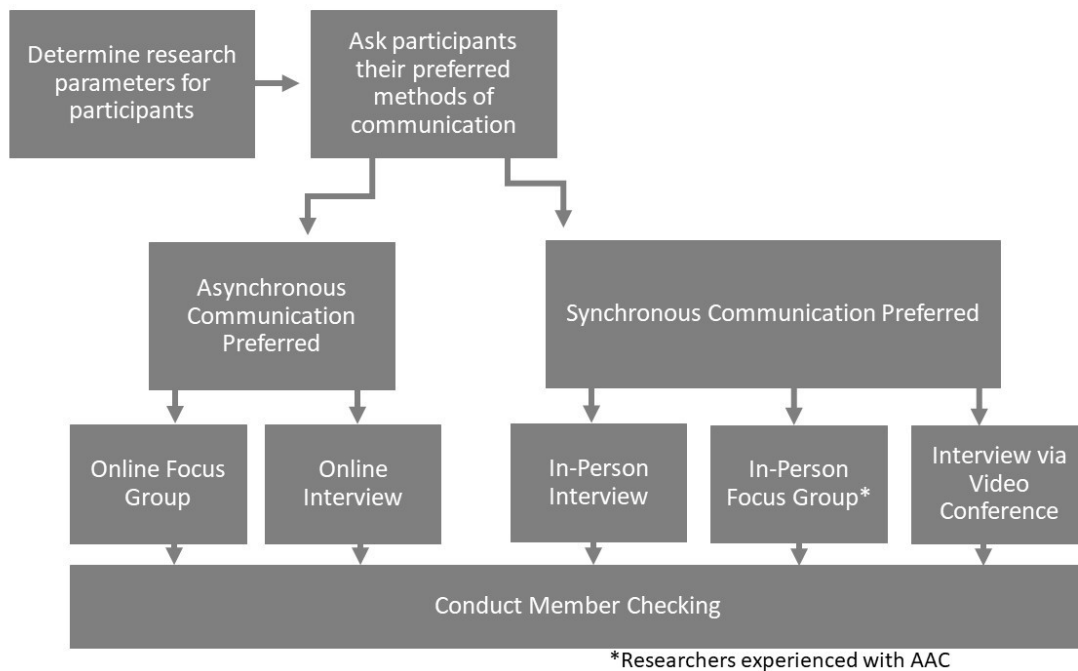 Determine research
parameters for
participants
Ask participants
their preferred
methods of
communication
Asynchronous
Communication
Preferred
Synchronous Communication Preferred
Online Focus
Group
Online
Interview
In-Person
Interview
In-Person
Focus Group*
Interview via
Video
Conference
Conduct Member Checking
*Researchers experienced with AAC